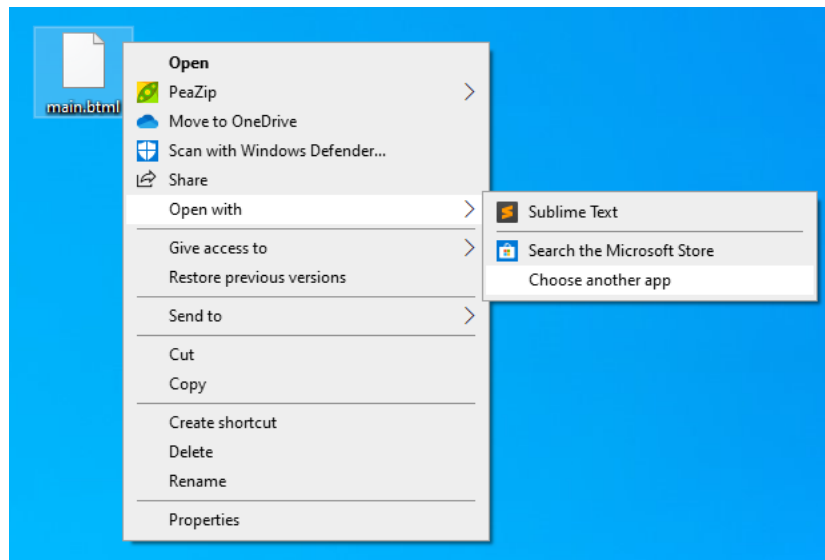 main.btml
Open
PeaZip
Move to OneDrive
Scan with Windows Defender...
Share
Open with
Give access to
Restore previous versions
Send to
Cut
Copy
Create shortcut
Delete
Rename
Properties
Sublime Text
Search the Microsoft Store
Choose another app